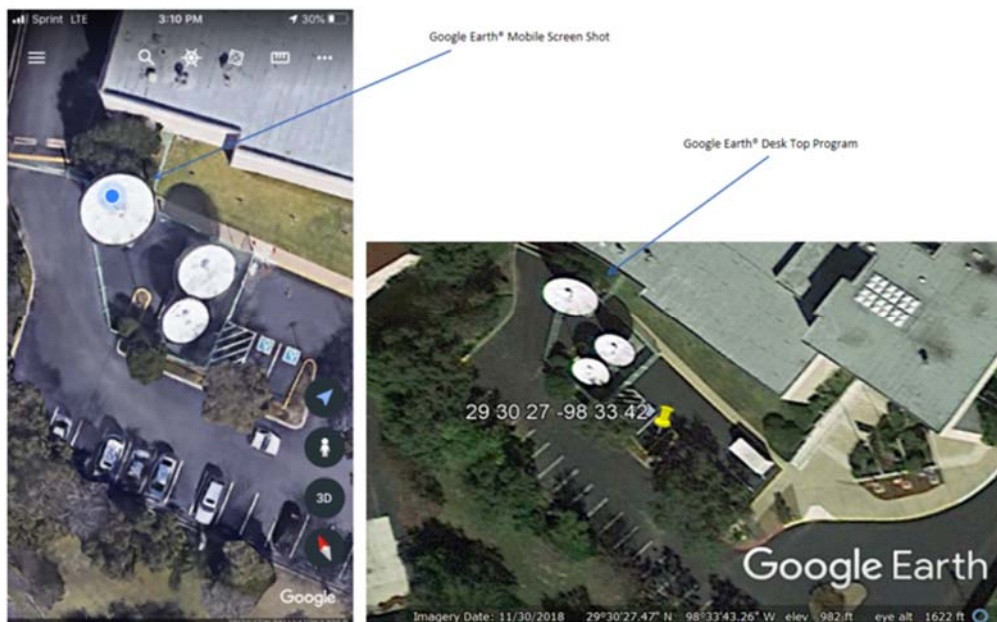 Sprint LTE
3:10 PM
30%
Google Earth® Mobile Screen Shot
Google Earth® Desk Top Program
3D
Google
29 30 27 -98 33 42
Google Earth
Imagery Date: 11/30/2018 29°30'27.47" N 98°33'43.26" W elev 982 ft eye alt 1622 ft